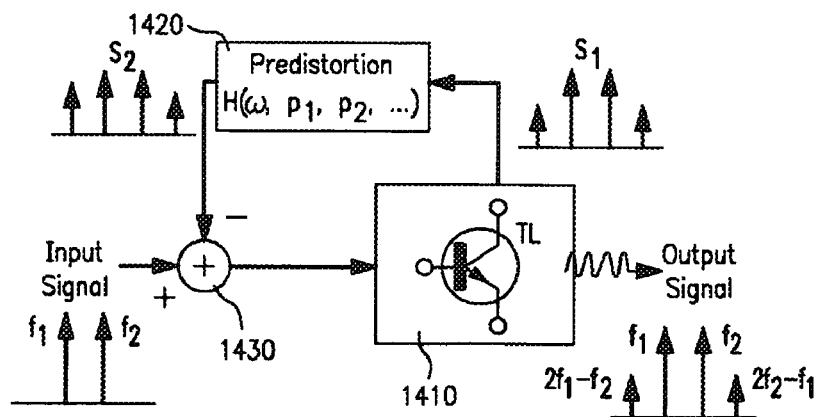 1420
S₂
Predistortion
H(ω, p₁, p₂, ...)
S₁
−
Input
Signal
+
+
TL
Output
Signal
f₁
f₂
1430
1410
f₁
f₂
2f₁−f₂
2f₂−f₁